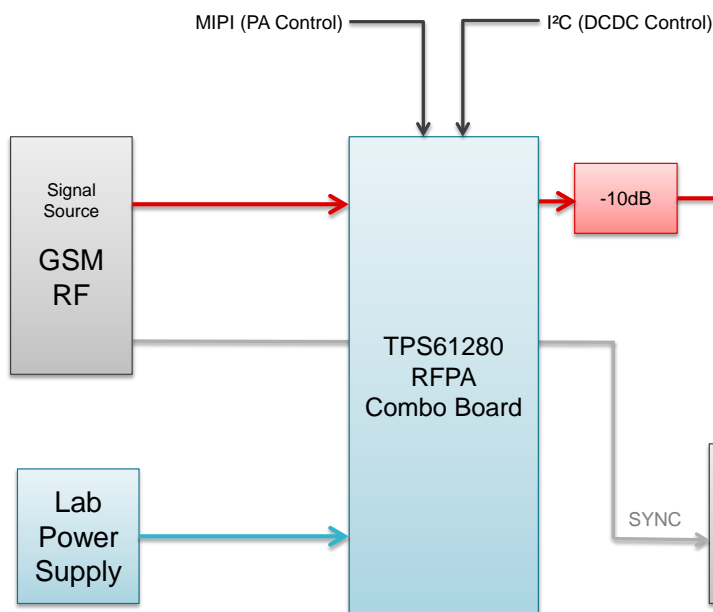 MIPI (PA Control)
I²C (DCDC Control)
Signal
Source
GSM
RF
-10dB
TPS61280
RFPA
Combo Board
Lab
Power
Supply
SYNC